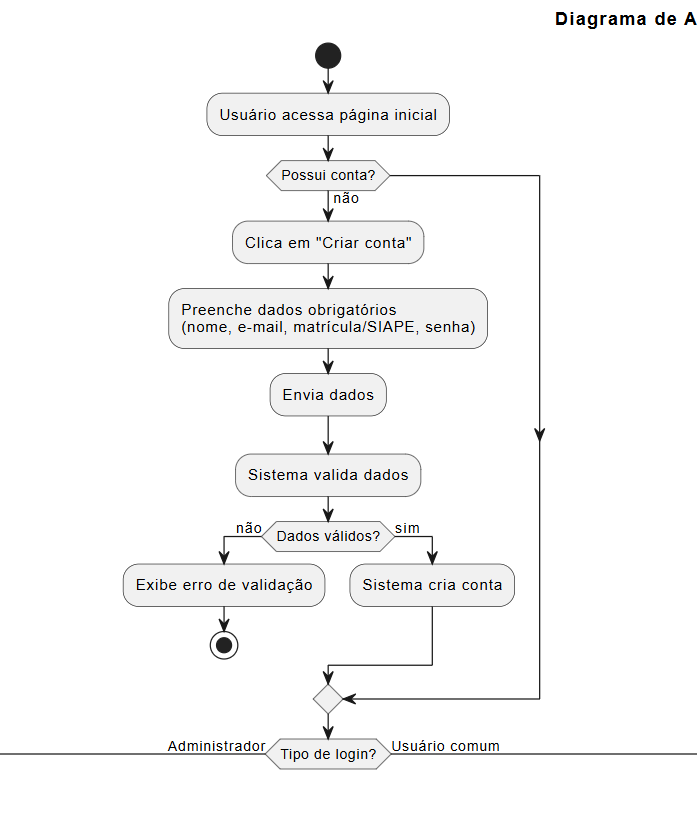 Diagrama de A
Usuário acessa página inicial
Possui conta?
não
Clica em "Criar conta"
Preenche dados obrigatórios
(nome, e-mail, matrícula/SIAPE, senha)
Envia dados
Sistema valida dados
não
Dados válidos?
sim
Exibe erro de validação
Sistema cria conta
Administrador
Tipo de login?
Usuário comum